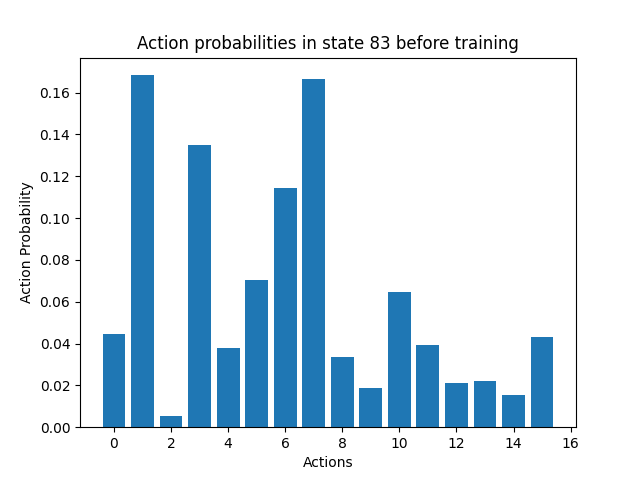 Action probabilities in state 83 before training
0.16
0.14
0.12
0.10
0.08
0.06
0.04
0.02
0.00
Action Probability
0 2 4 6 8 10 12 14 16
Actions